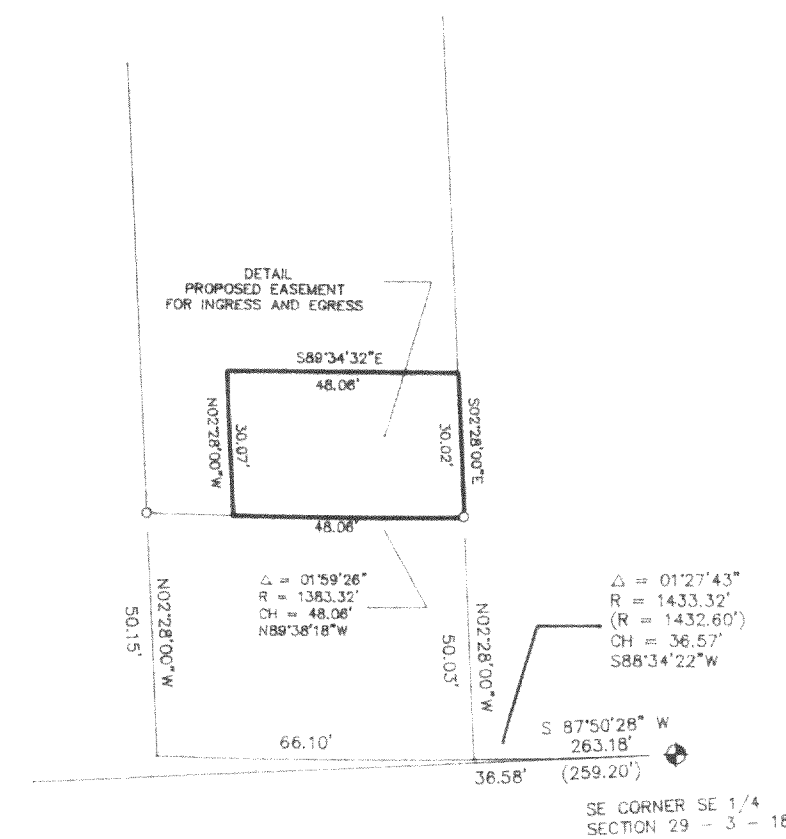 DETAIL
PROPOSED EASEMENT
FOR INGRESS AND EGRESS
S89°34'32"E
48.06'
N02°28'00"W
30.07'
30.02'
S02°28'00"E
48.06'
Δ = 01°59'26"
R = 1383.32'
CH = 48.06'
N89°38'18"W
N02°28'00"W
50.15'
50.03'
N02°28'00"W
Δ = 01°27'43"
R = 1433.32'
(R = 1432.60')
CH = 36.57'
S88°34'22"W
66.10'
S 87°50'28" W
263.18'
36.58'
(259.20')
SE CORNER SE 1/4
SECTION 29 - 3 - 18